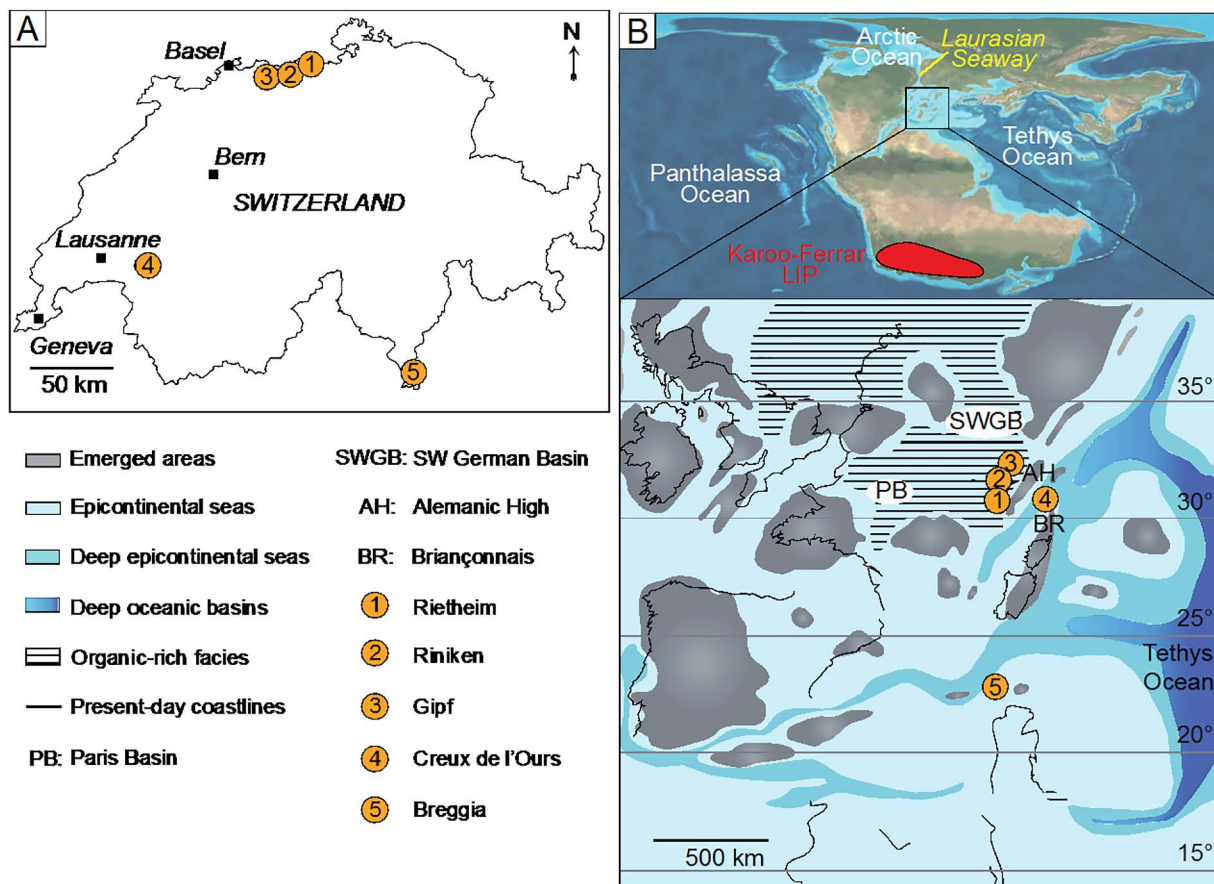 A
N
Basel
3
2
1
Bern
SWITZERLAND
Lausanne
4
Geneva
50 km
5
Emerged areas
Epicontinental seas
Deep epicontinental seas
Deep oceanic basins
Organic-rich facies
Present-day coastlines
PB: Paris Basin
SWGB: SW German Basin
AH: Alemanic High
BR: Briançonnais
1 Rietheim
2 Riniken
3 Gipf
4 Creux de l'Ours
5 Breggia
B
Arctic
Ocean
Laurasian
Seaway
Tethys
Ocean
Panthalassa
Ocean
Karoo-Ferrar
LIP
35°
SWGB
3
AH
2
PB
1
4
30°
BR
25°
Tethys
Ocean
5
20°
500 km
15°